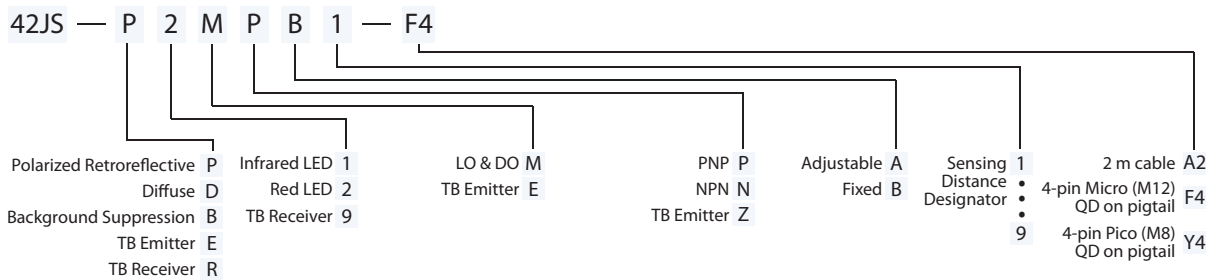 42JS — P 2 M P B 1 — F4
Polarized Retroreflective P
Diffuse D
Background Suppression B
TB Emitter E
TB Receiver R
Infrared LED 1
Red LED 2
TB Receiver 9
LO & DO M
TB Emitter E
PNP P
NPN N
TB Emitter Z
Adjustable A
Fixed B
Sensing 1
Distance •
Designator •
•
9
2 m cable A2
4-pin Micro (M12)
QD on pigtail F4
4-pin Pico (M8)
QD on pigtail Y4